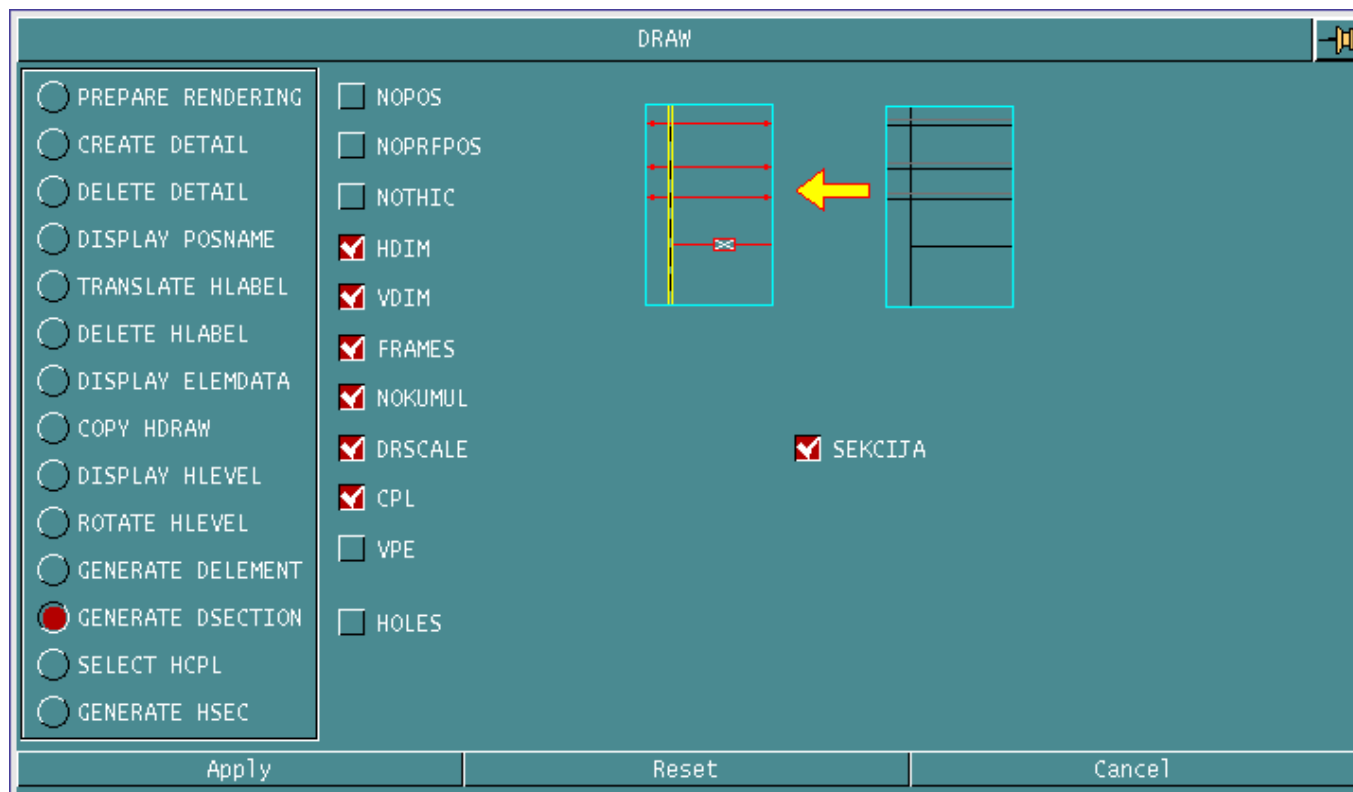 DRAW
PREPARE RENDERING
CREATE DETAIL
DELETE DETAIL
DISPLAY POSNAME
TRANSLATE HLABEL
DELETE HLABEL
DISPLAY ELEMDATA
COPY HDRAW
DISPLAY HLEVEL
ROTATE HLEVEL
GENERATE DELEMENT
GENERATE DSECTION
SELECT HCPL
GENERATE HSEC
NOPOS
NOPRFPOS
NOTHIC
HDIM
VDIM
FRAMES
NOKUMUL
DRSCALE
CPL
VPE
HOLES
SEKCIJA
Apply
Reset
Cancel